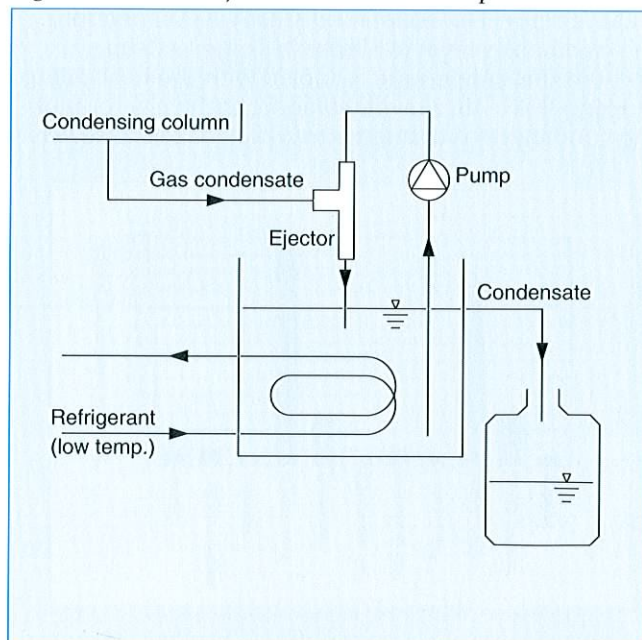 Condensing column
Gas condensate
Pump
Ejector
Condensate
Refrigerant
(low temp.)